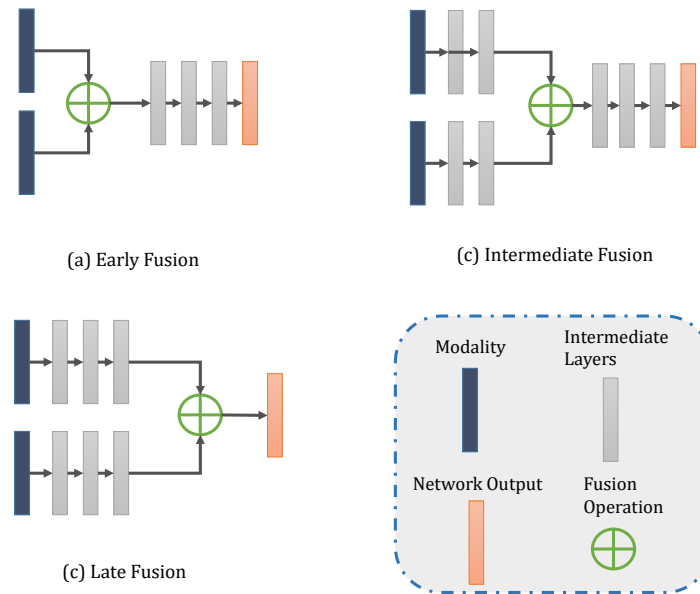 (a) Early Fusion
(c) Intermediate Fusion
(c) Late Fusion
Modality
Intermediate
Layers
Network Output
Fusion
Operation